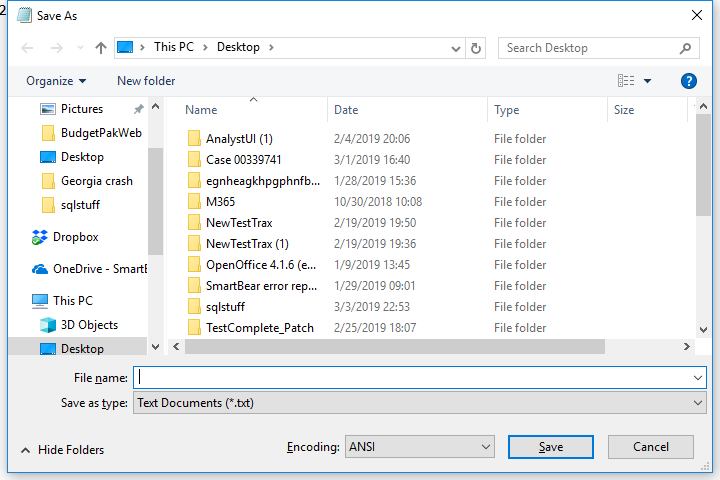 2
Save As
This PC > Desktop >
Search Desktop
Organize
New folder
?
Pictures
BudgetPakWeb
Desktop
Georgia crash
sqlstuff
Dropbox
OneDrive - SmartB
This PC
3D Objects
Desktop
Name Date Type Size
AnalystUI (1) 2/4/2019 20:06 File folder
Case 00339741 3/1/2019 16:40 File folder
egnheagkhpgphnfb... 1/28/2019 15:36 File folder
M365 10/30/2018 10:08 File folder
NewTestTrax 2/19/2019 19:50 File folder
NewTestTrax (1) 2/19/2019 19:36 File folder
OpenOffice 4.1.6 (e... 1/9/2019 13:45 File folder
SmartBear error rep... 1/29/2019 09:01 File folder
sqlstuff 3/3/2019 22:53 File folder
TestComplete_Patch 2/25/2019 18:07 File folder
File name:
Save as type: Text Documents (*.txt)
Hide Folders
Encoding: ANSI
Save
Cancel